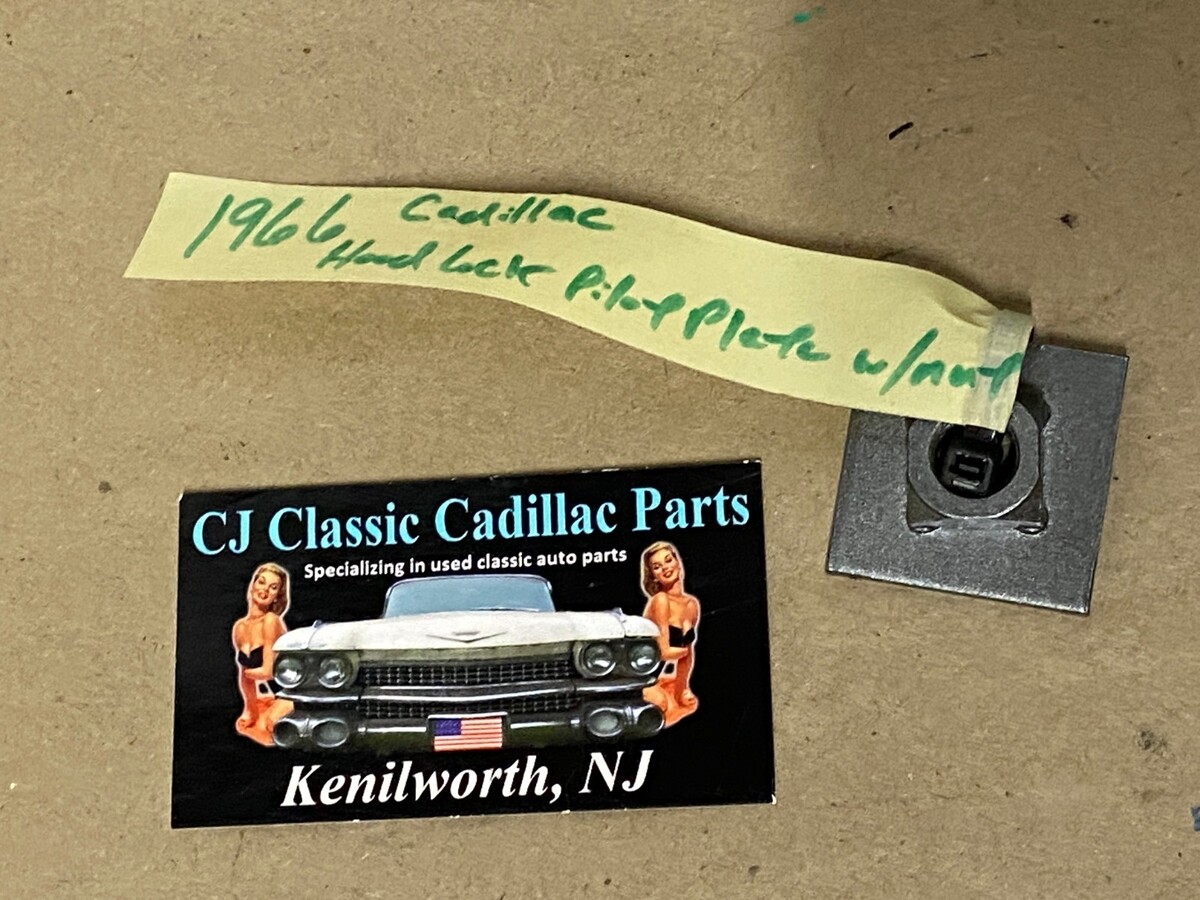 1966 Cadillac
Hood Lock Pilot Plate w/nut
CJ Classic Cadillac Parts
Specializing in used classic auto parts
Kenilworth, NJ